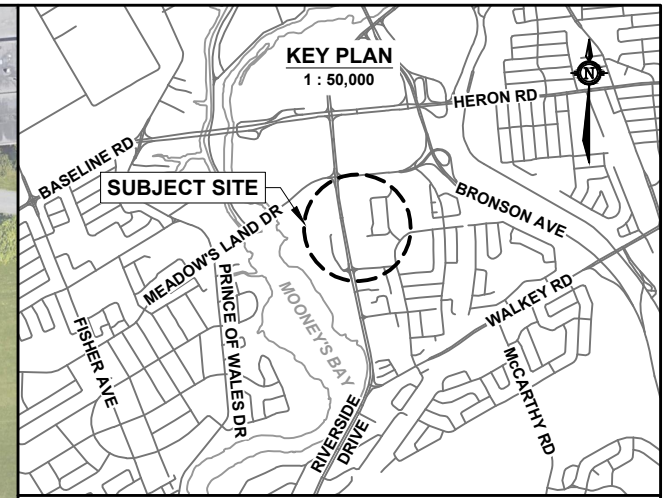 KEY PLAN
1 : 50,000
N
HERON RD
BASELINE RD
SUBJECT SITE
BRONSON AVE
MEADOW'S LAND DR
PRINCE OF WALES DR
MOONEY'S BAY
WALKEY RD
FISHER AVE
McCARTHY RD
RIVERSIDE
DRIVE